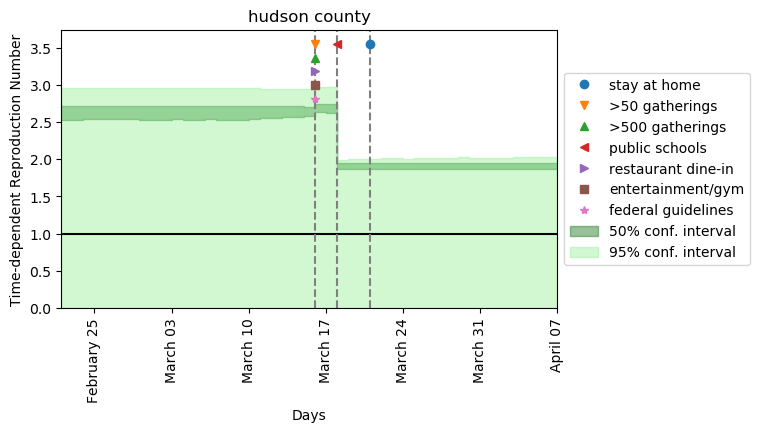 hudson county
Time-dependent Reproduction Number
3.5
3.0
2.5
2.0
1.5
1.0
0.5
0.0
February 25
March 03
March 10
March 17
March 24
March 31
April 07
Days
stay at home
>50 gatherings
>500 gatherings
public schools
restaurant dine-in
entertainment/gym
federal guidelines
50% conf. interval
95% conf. interval